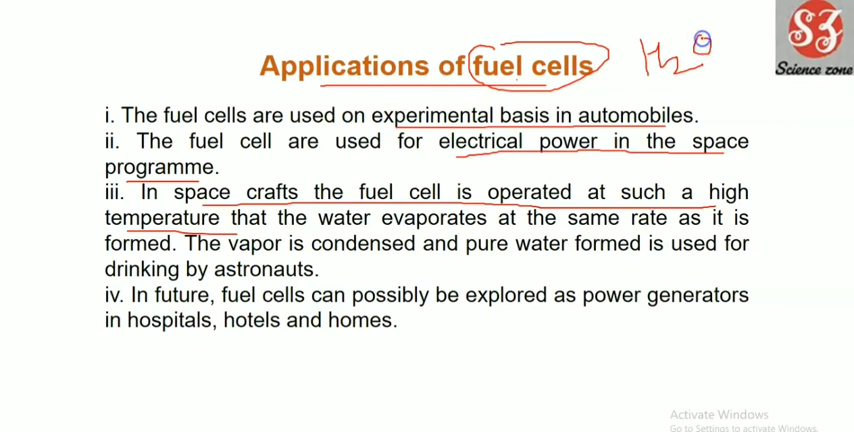 Applications of fuel cells
H₂O
SZ
Science zone
i. The fuel cells are used on experimental basis in automobiles.
ii. The fuel cell are used for electrical power in the space
programme.
iii. In space crafts the fuel cell is operated at such a high
temperature that the water evaporates at the same rate as it is
formed. The vapor is condensed and pure water formed is used for
drinking by astronauts.
iv. In future, fuel cells can possibly be explored as power generators
in hospitals, hotels and homes.
Activate Windows
Go to Settings to activate Windows.